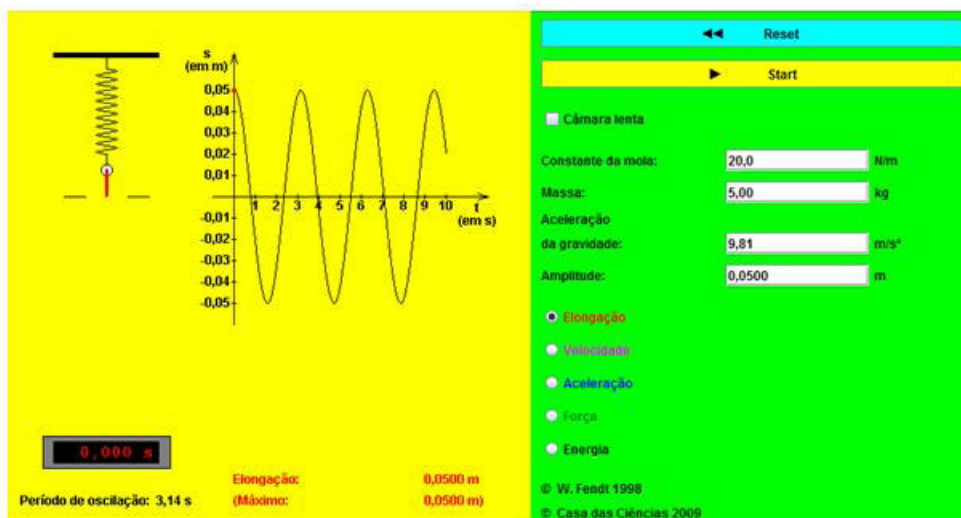 s
(em m)
0,05
0,04
0,03
0,02
0,01
-0,01
-0,02
-0,03
-0,04
-0,05
1 2 3 4 5 6 7 8 9 10 t
(em s)
0,000 s
Período de oscilação: 3,14 s
Elongação: 0,0500 m
(Máximo: 0,0500 m)
Reset
Start
Câmara lenta
Constante da mola: 20,0 N/m
Massa: 5,00 kg
Aceleração
da gravidade: 9,81 m/s²
Amplitude: 0,0500 m
Elongação
Velocidade
Aceleração
Força
Energia
© W. Fendt 1998
© Casa das Ciências 2009